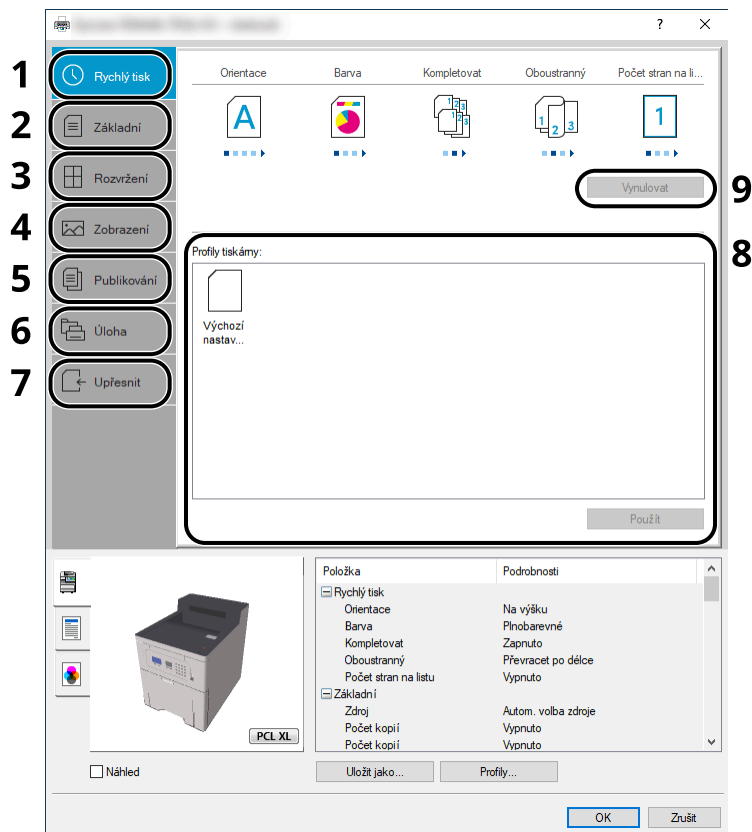 ?
1 Rychlý tisk
2 Základní
3 Rozvržení
4 Zobrazení
5 Publikování
6 Úloha
7 Upřesnit
Orientace Barva Kompletovat Oboustranný Počet stran na li...
A 1 2 3 1 2 3 1 2 3 1
Vynulovat 9
8
Profily tiskárny:
Výchozí
nastav...
Použít
PCL XL
Položka Podrobnosti
Rychlý tisk
Orientace Na výšku
Barva Plnobarevné
Kompletovat Zapnuto
Oboustranný Převracet po délce
Počet stran na listu Vypnuto
Základní
Zdroj Autom. volba zdroje
Počet kopií Vypnuto
Počet kopií Vypnuto
Náhled
Uložit jako... Profily...
OK Zrušit